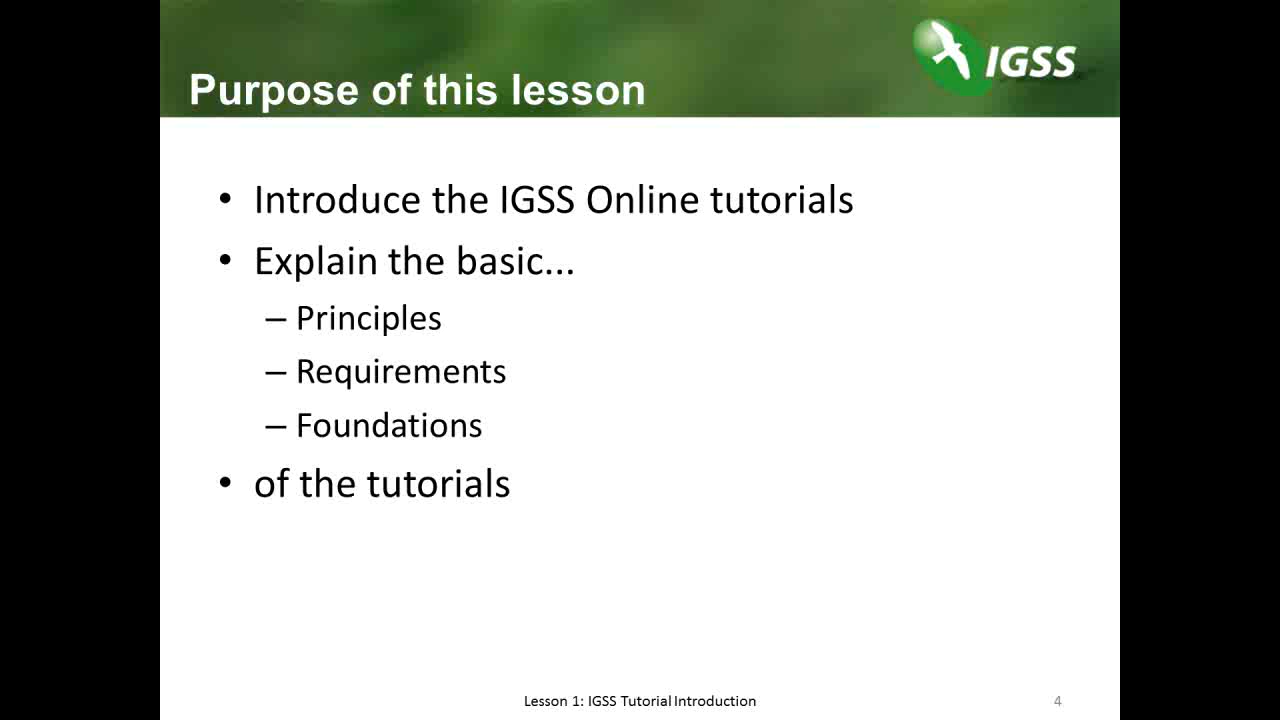 IGSS
Purpose of this lesson
• Introduce the IGSS Online tutorials
• Explain the basic...
– Principles
– Requirements
– Foundations
• of the tutorials
Lesson 1: IGSS Tutorial Introduction
4